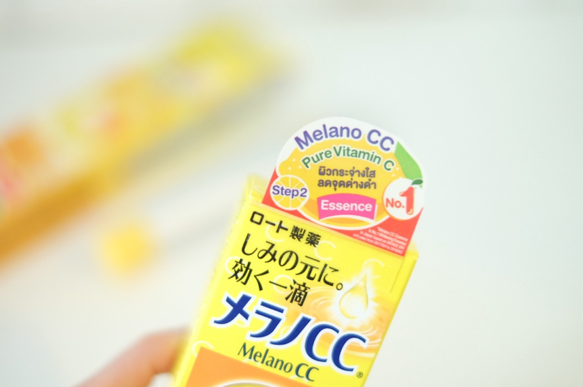 Melano CC
Pure Vitamin C
ผิวกระจ่างใส
ลดจุดด่างดำ
Step2
Essence
No.1
ロート製薬
しみの元に。
効く一滴
メラノCC®
Melano CC